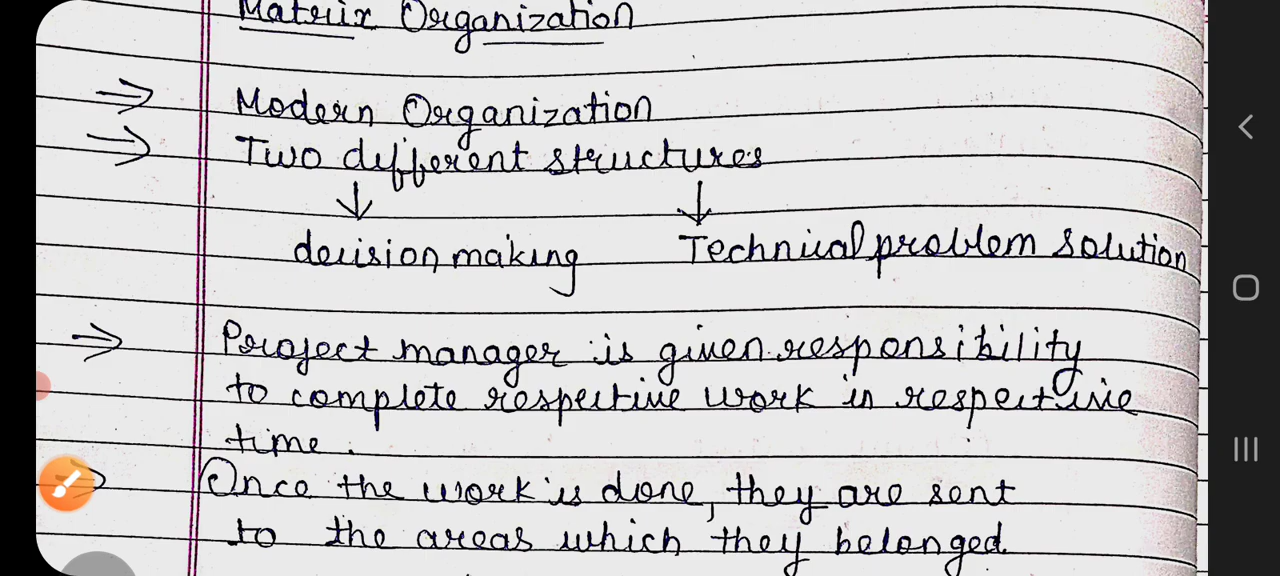 Matrix Organization
⇒ Modern Organization
⇒ Two different structures
↓ ↓
decision making Technical problem solution
⇒ Project manager is given responsibility
to complete respective work in respective
time.
⇒ Once the work is done, they are sent
to the areas which they belonged.